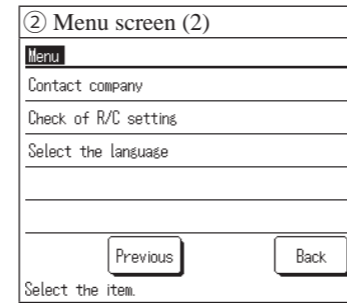 ② Menu screen (2)
Menu
Contact company
Check of R/C setting
Select the language
Previous Back
Select the item.